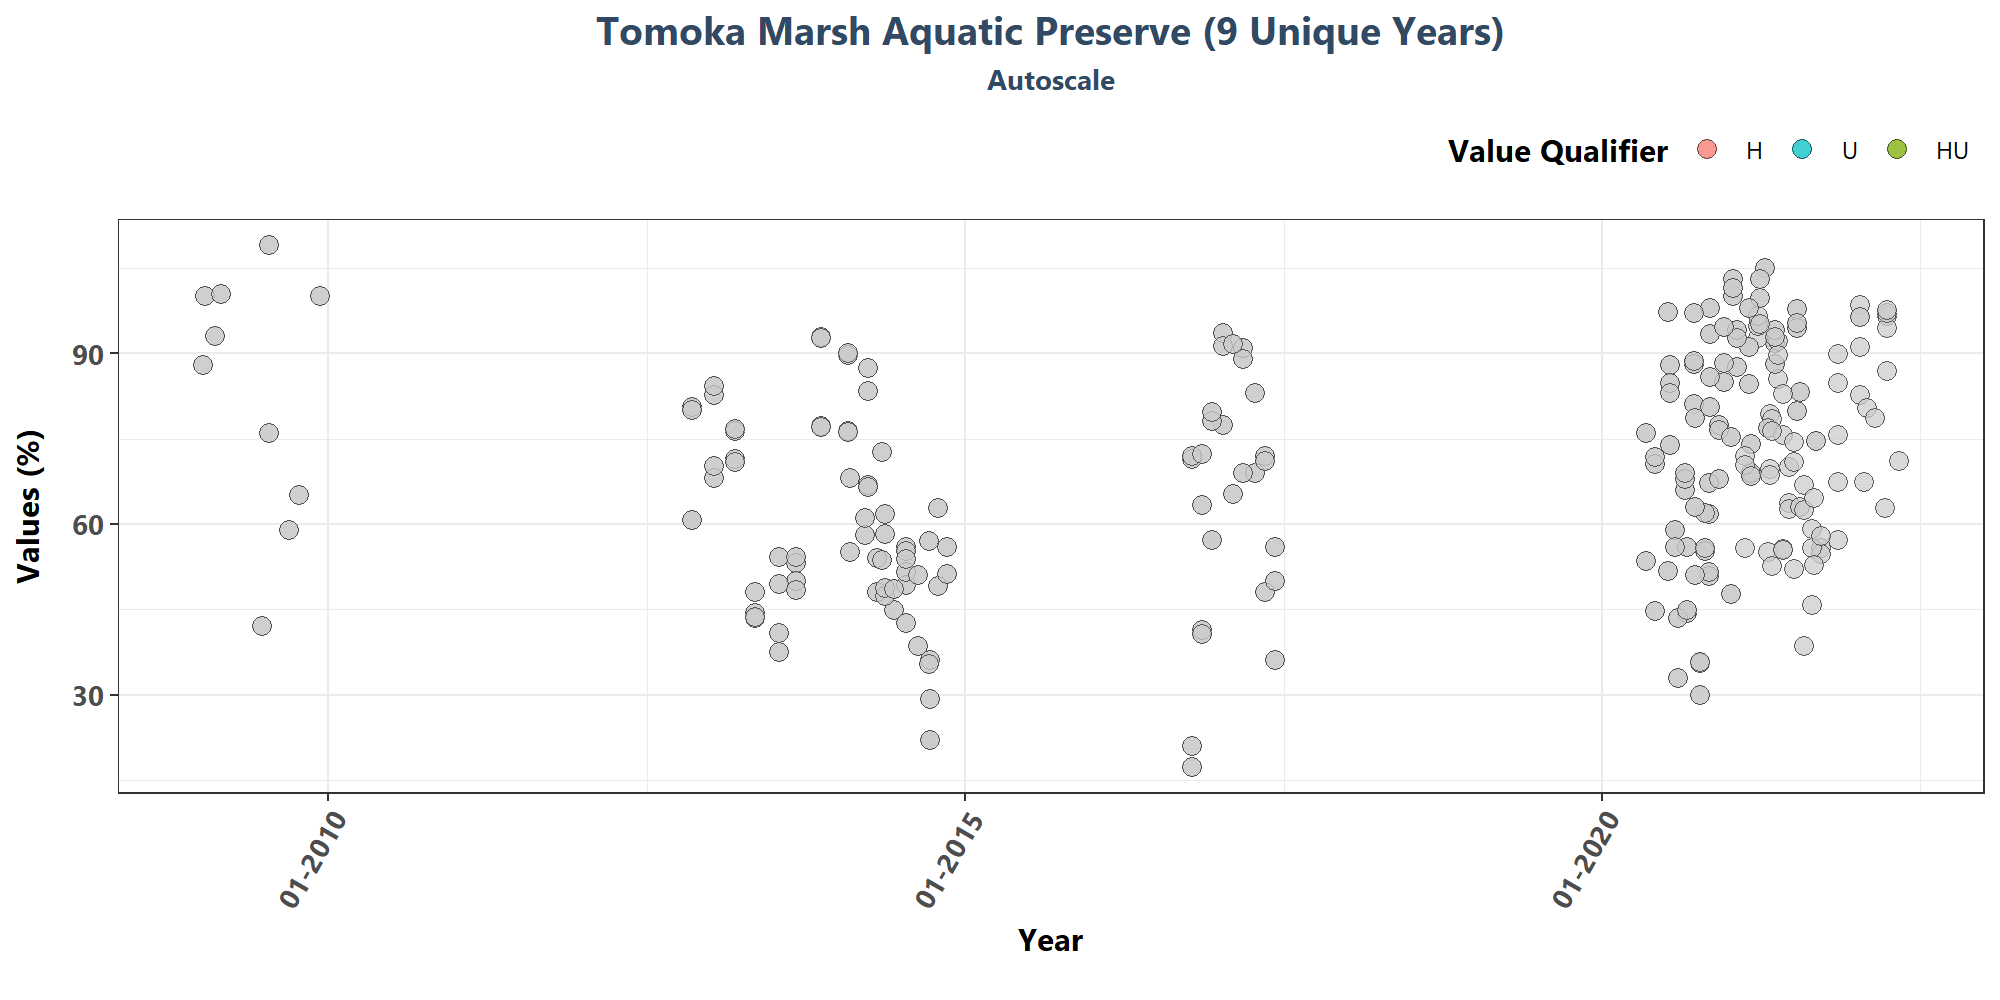 Tomoka Marsh Aquatic Preserve (9 Unique Years)
Autoscale
Value Qualifier H U HU
Values (%)
90
60
30
01-2010
01-2015
01-2020
Year